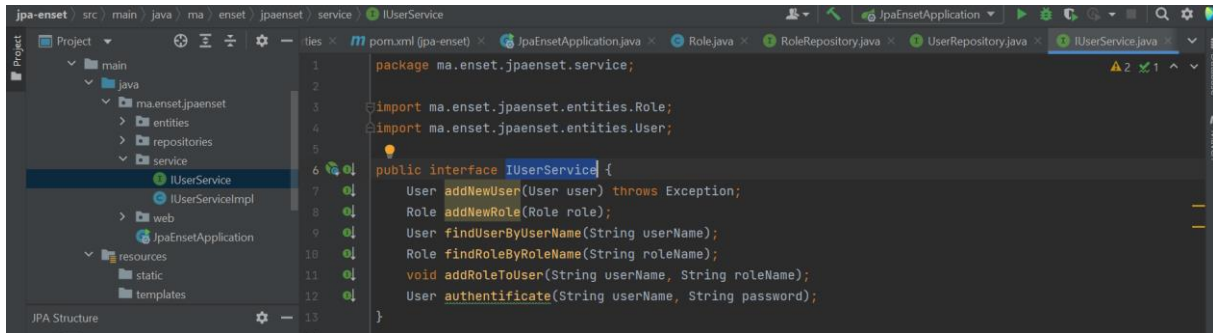 jpa-enset src main java ma enset jpaenset service IUserService JpaEnsetApplication
Project
Project
rties pom.xml (jpa-enset) JpaEnsetApplication.java Role.java RoleRepository.java UserRepository.java IUserService.java
main
java
ma.enset.jpaenset
entities
repositories
service
IUserService
IUserServiceImpl
web
JpaEnsetApplication
resources
static
templates
JPA Structure
2 1
1 package ma.enset.jpaenset.service;
2
3 import ma.enset.jpaenset.entities.Role;
4 import ma.enset.jpaenset.entities.User;
5
6 public interface IUserService {
7 User addNewUser(User user) throws Exception;
8 Role addNewRole(Role role);
9 User findUserByUserName(String userName);
10 Role findRoleByRoleName(String roleName);
11 void addRoleToUser(String userName, String roleName);
12 User authentificate(String userName, String password);
13 }